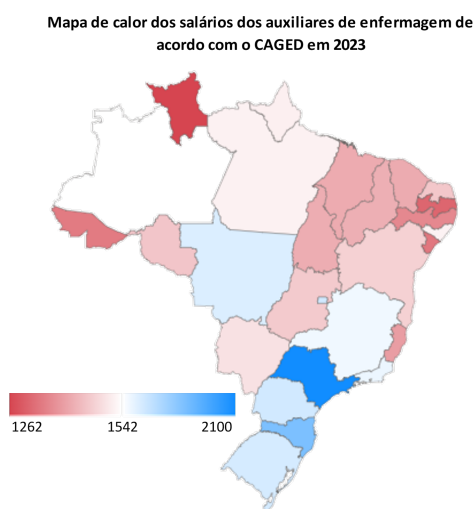 Mapa de calor dos salários dos auxiliares de enfermagem de
acordo com o CAGED em 2023
1262 1542 2100